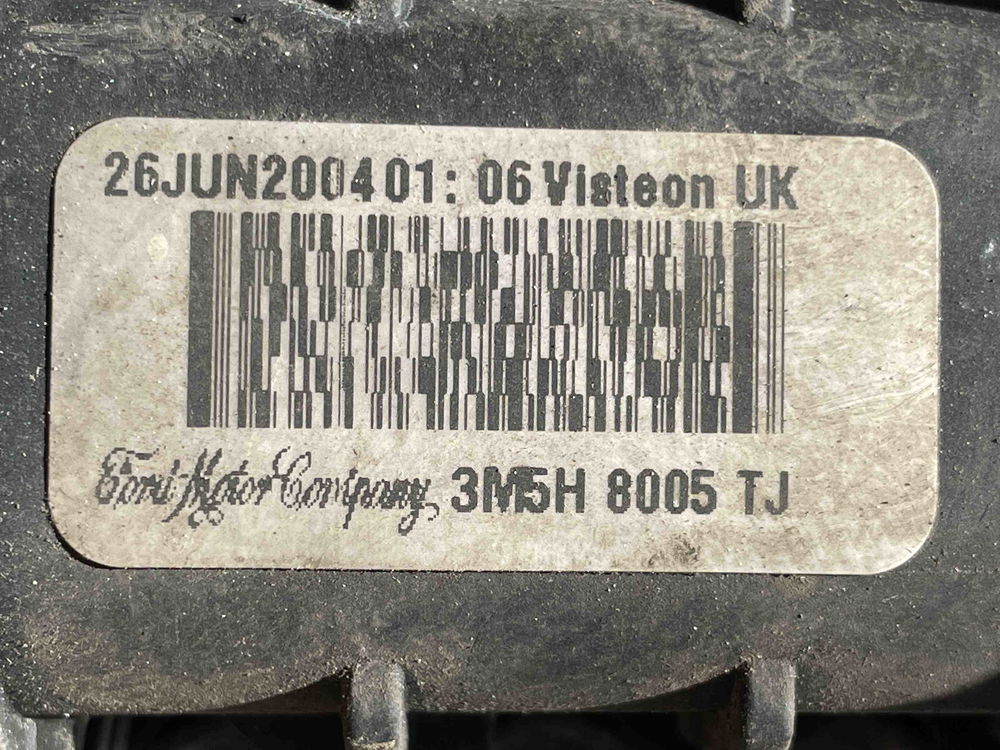 26JUN2004 01: 06 Visteon UK
Ford Motor Company 3M5H 8005 TJ